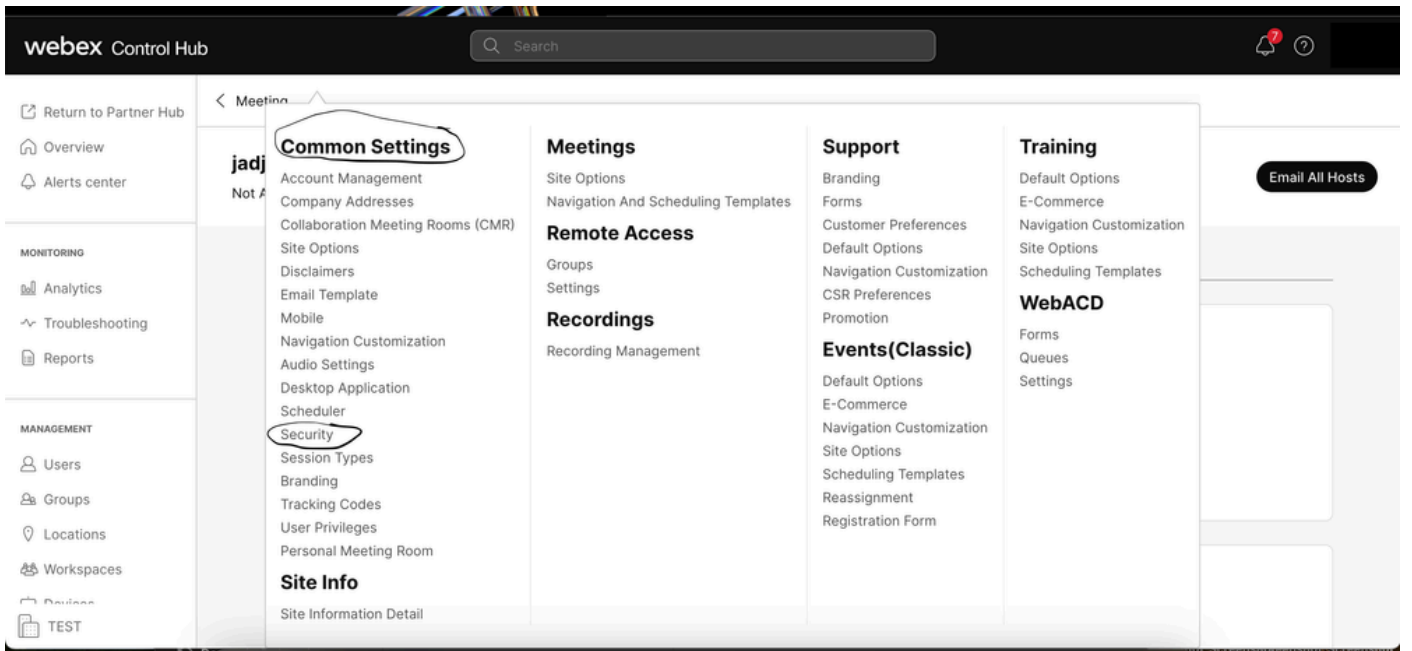 webex Control Hub
Search
7
Return to Partner Hub
Overview
Alerts center
MONITORING
Analytics
Troubleshooting
Reports
MANAGEMENT
Users
Groups
Locations
Workspaces
Devices
TEST
Meeting
jadj
Not A
Email All Hosts
Common Settings
Account Management
Company Addresses
Collaboration Meeting Rooms (CMR)
Site Options
Disclaimers
Email Template
Mobile
Navigation Customization
Audio Settings
Desktop Application
Scheduler
Security
Session Types
Branding
Tracking Codes
User Privileges
Personal Meeting Room
Site Info
Site Information Detail
Meetings
Site Options
Navigation And Scheduling Templates
Remote Access
Groups
Settings
Recordings
Recording Management
Support
Branding
Forms
Customer Preferences
Default Options
Navigation Customization
CSR Preferences
Promotion
Events(Classic)
Default Options
E-Commerce
Navigation Customization
Site Options
Scheduling Templates
Reassignment
Registration Form
Training
Default Options
E-Commerce
Navigation Customization
Site Options
Scheduling Templates
WebACD
Forms
Queues
Settings